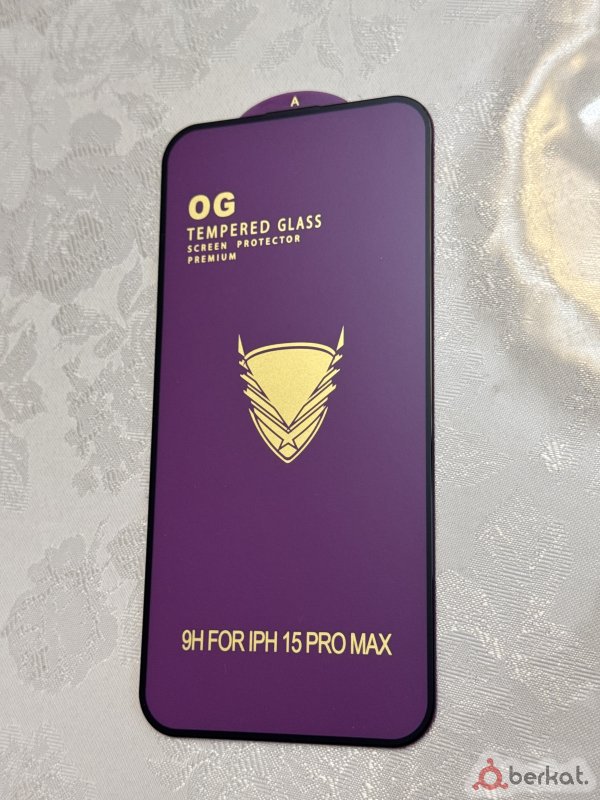 A
OG
TEMPERED GLASS
SCREEN PROTECTOR
PREMIUM
9H FOR IPH 15 PRO MAX
berkat.